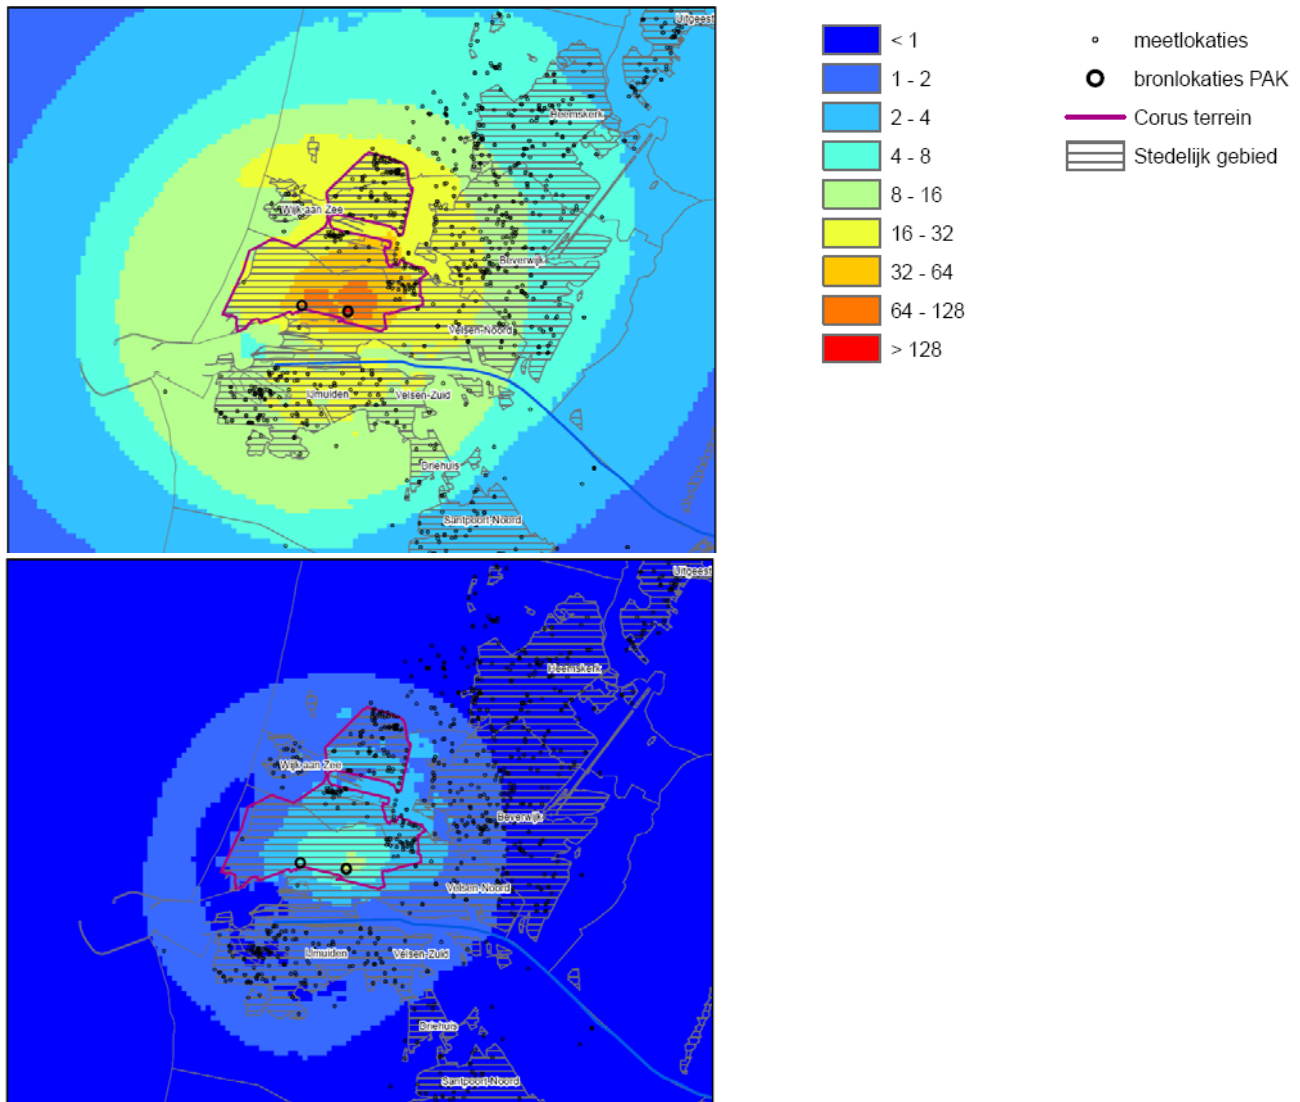 Uitgeest
Heemskerk
Wijk aan Zee
Beverwijk
Velsen-Noord
IJmuiden
Velsen-Zuid
Driehuis
Santpoort-Noord
< 1
1 - 2
2 - 4
4 - 8
8 - 16
16 - 32
32 - 64
64 - 128
> 128
meetlokaties
bronlokaties PAK
Corus terrein
Stedelijk gebied
Uitgeest
Heemskerk
Wijk aan Zee
Beverwijk
Velsen-Noord
IJmuiden
Velsen-Zuid
Driehuis
Santpoort-Noord